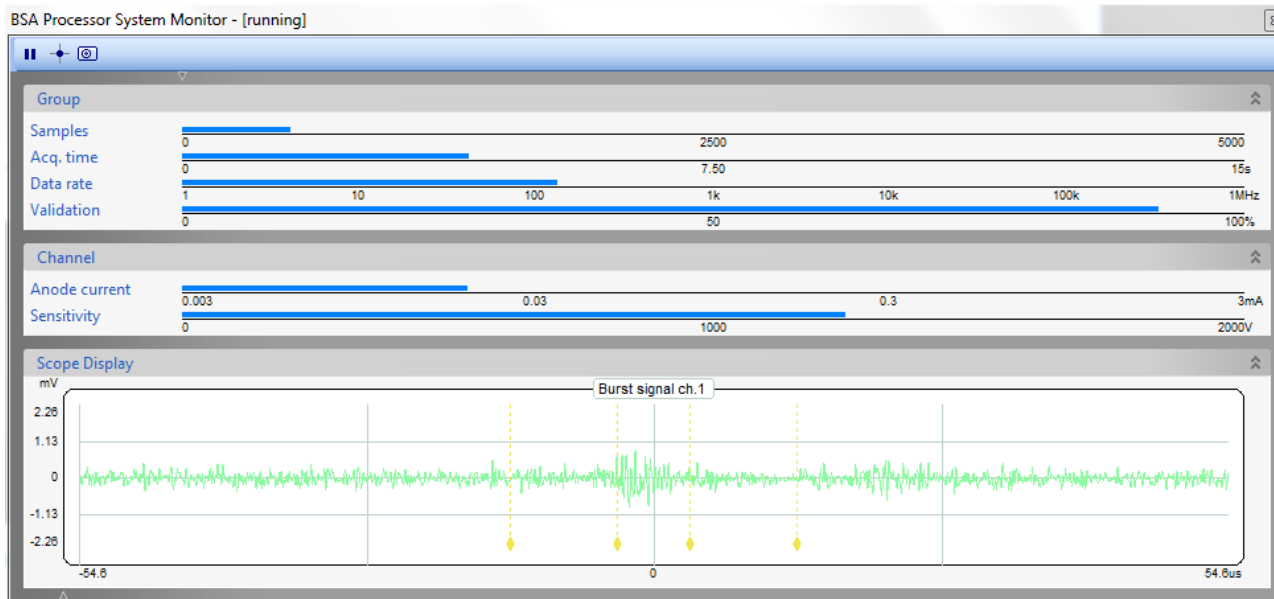 BSA Processor System Monitor - [running]
Group
Samples
0 2500 5000
Acq. time
0 7.50 15s
Data rate
1 10 100 1k 10k 100k 1MHz
Validation
0 50 100%
Channel
Anode current
0.003 0.03 0.3 3mA
Sensitivity
0 1000 2000V
Scope Display
mV
Burst signal ch.1
2.26
1.13
0
-1.13
-2.26
-54.6 0 54.6us